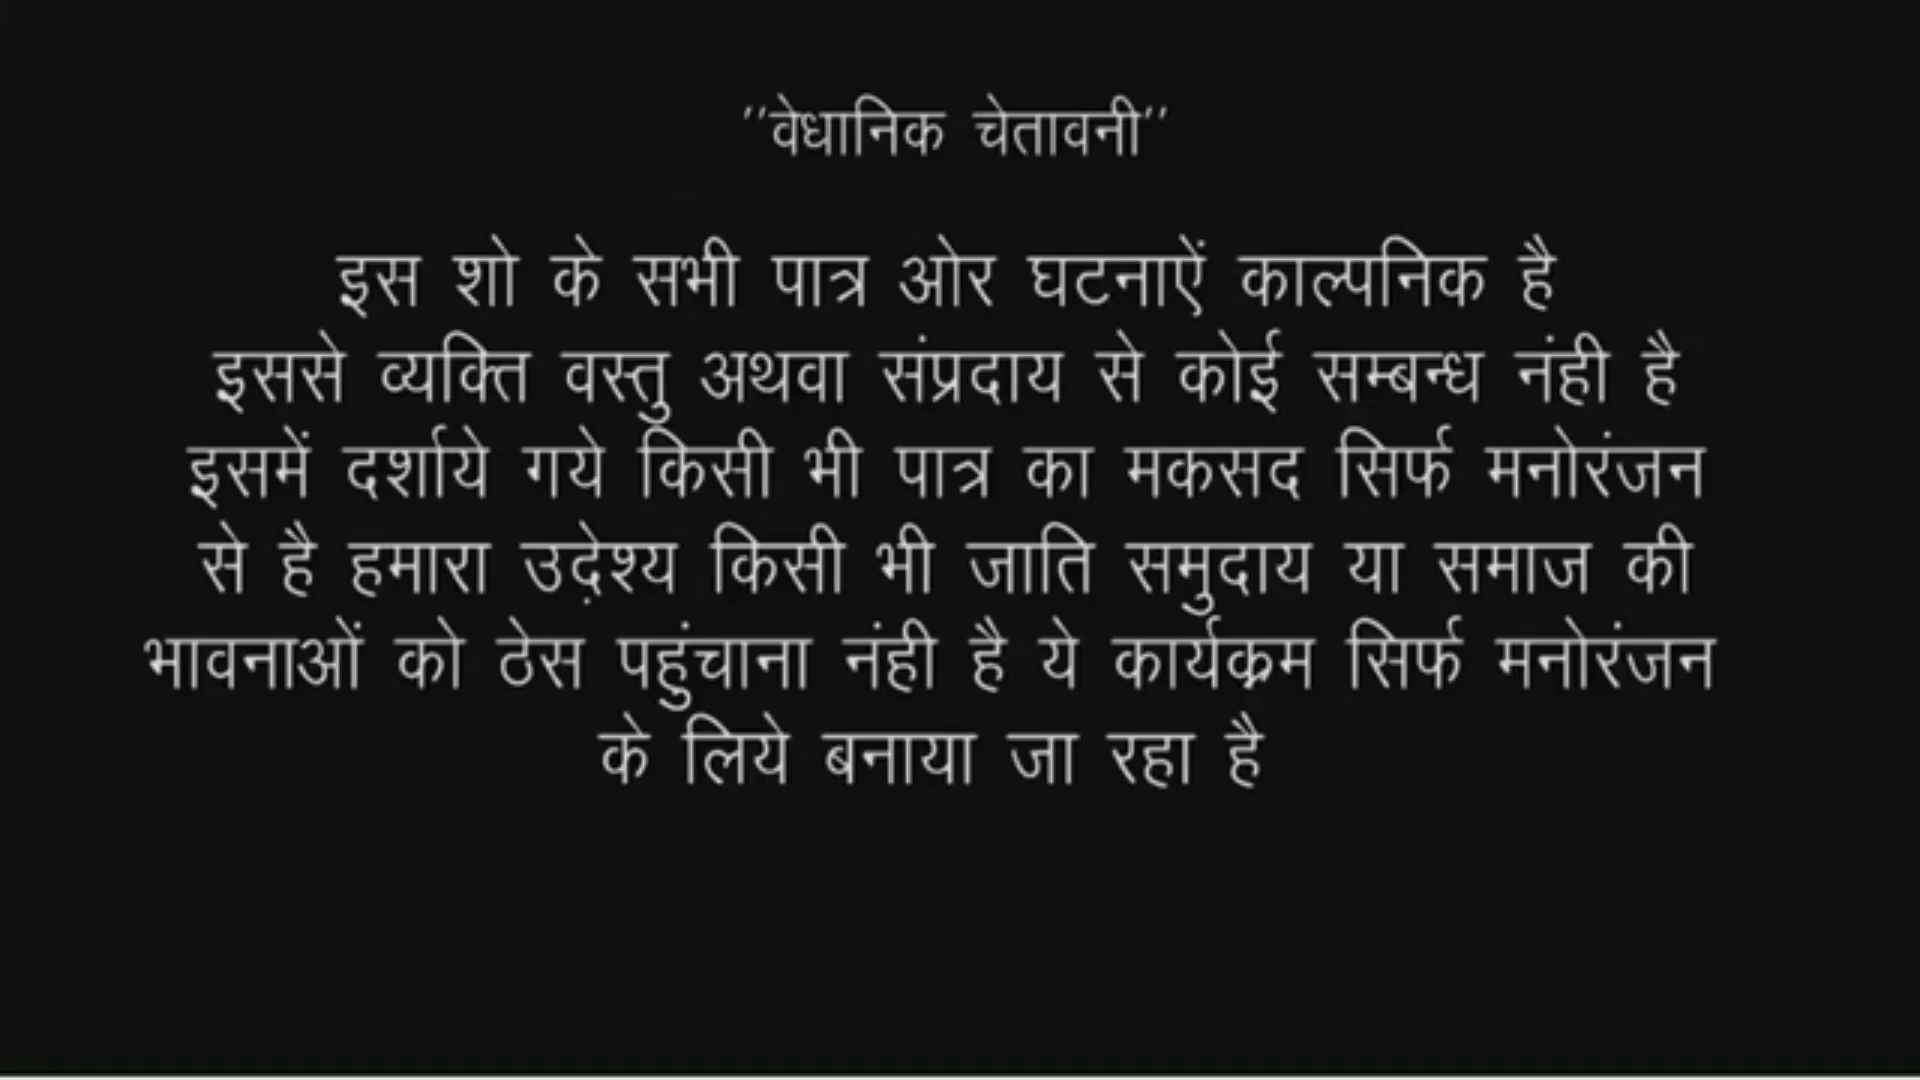 "वेधानिक चेतावनी"
इस शो के सभी पात्र ओर घटनाऐं काल्पनिक है
इससे व्यक्ति वस्तु अथवा संप्रदाय से कोई सम्बन्ध नंही है
इसमें दर्शाये गये किसी भी पात्र का मकसद सिर्फ मनोरंजन
से है हमारा उदे़श्य किसी भी जाति समुदाय या समाज की
भावनाओं को ठेस पहुंचाना नंही है ये कार्यक्रम सिर्फ मनोरंजन
के लिये बनाया जा रहा है